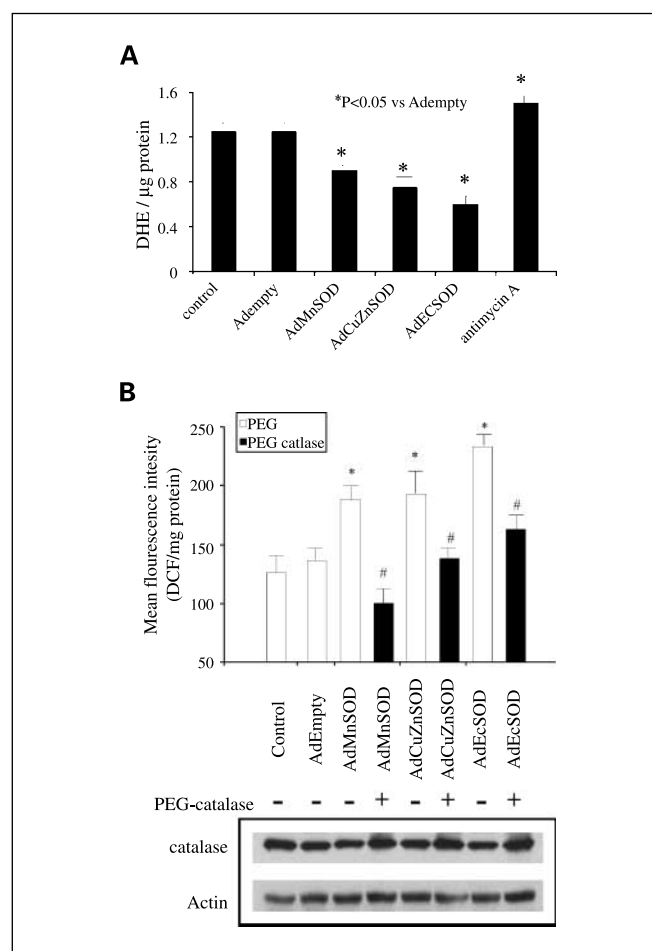 A
1.6
*P<0.05 vs Adempty
*
1.2
* * *
0.8
0.4
0
DHE / µg protein
control
Adempty
AdMnSOD
AdCuZnSOD
AdECSOD
antimycin A
B
PEG
PEG catlase
250
200
150
100
50
* * *
# # #
Mean flourescence intesity
(DCF/mg protein)
Control
AdEmpty
AdMnSOD
AdMnSOD
AdCuZnSOD
AdCuZnSOD
AdEcSOD
AdEcSOD
PEG-catalase - - - + - + - +
catalase
Actin